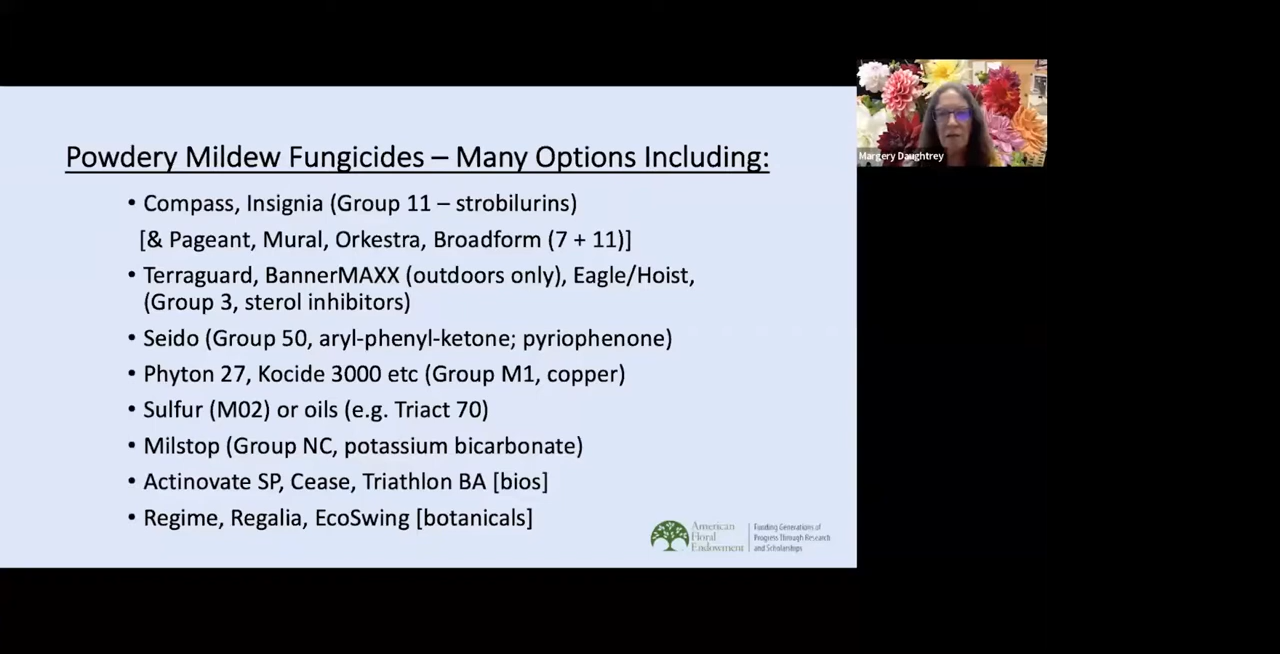 Powdery Mildew Fungicides – Many Options Including:
• Compass, Insignia (Group 11 – strobilurins)
[& Pageant, Mural, Orkestra, Broadform (7 + 11)]
• Terraguard, BannerMAXX (outdoors only), Eagle/Hoist,
(Group 3, sterol inhibitors)
• Seido (Group 50, aryl-phenyl-ketone; pyriophenone)
• Phyton 27, Kocide 3000 etc (Group M1, copper)
• Sulfur (M02) or oils (e.g. Triact 70)
• Milstop (Group NC, potassium bicarbonate)
• Actinovate SP, Cease, Triathlon BA [bios]
• Regime, Regalia, EcoSwing [botanicals]
American
Floral
Endowment
Funding Generations of
Progress Through Research
and Scholarships
Margery Daughtrey